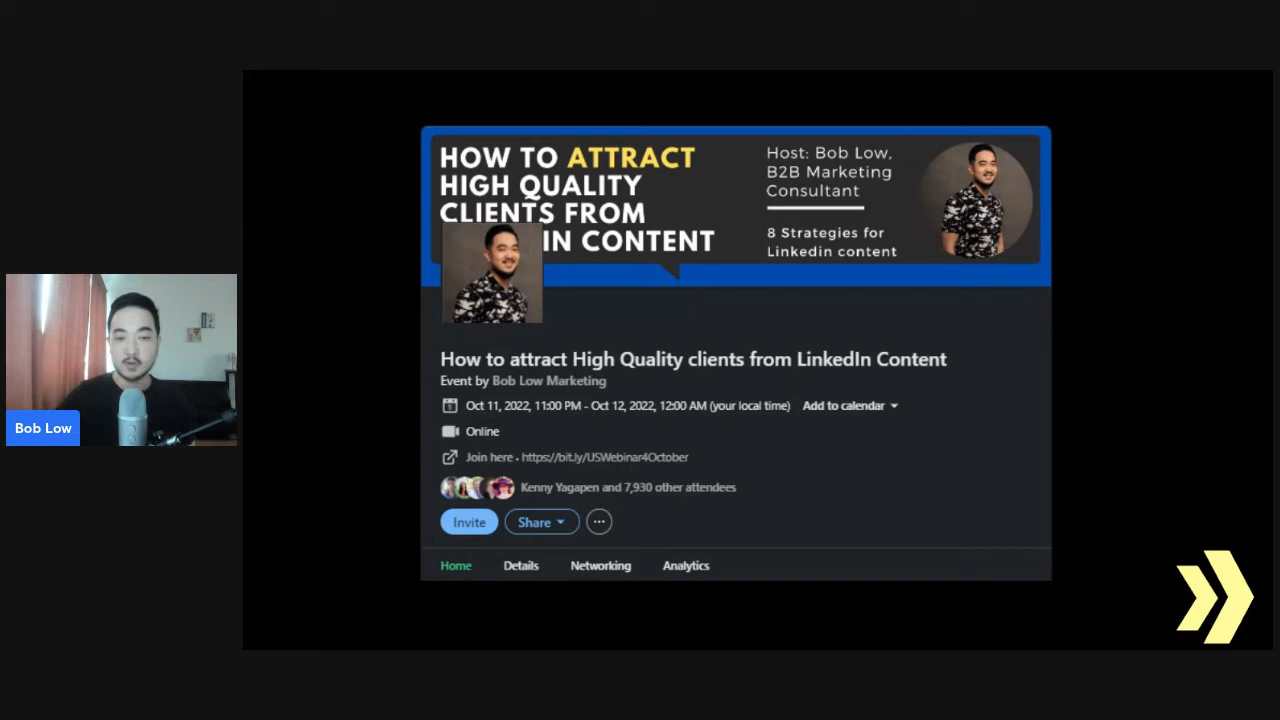 HOW TO ATTRACT
HIGH QUALITY
CLIENTS FROM
IN CONTENT
Host: Bob Low,
B2B Marketing
Consultant
8 Strategies for
Linkedin content
How to attract High Quality clients from LinkedIn Content
Event by Bob Low Marketing
Oct 11, 2022, 11:00 PM - Oct 12, 2022, 12:00 AM (your local time) Add to calendar
Online
Join here • https://bit.ly/USWebinar4October
Kenny Yagapen and 7,930 other attendees
Invite Share
Home Details Networking Analytics
Bob Low